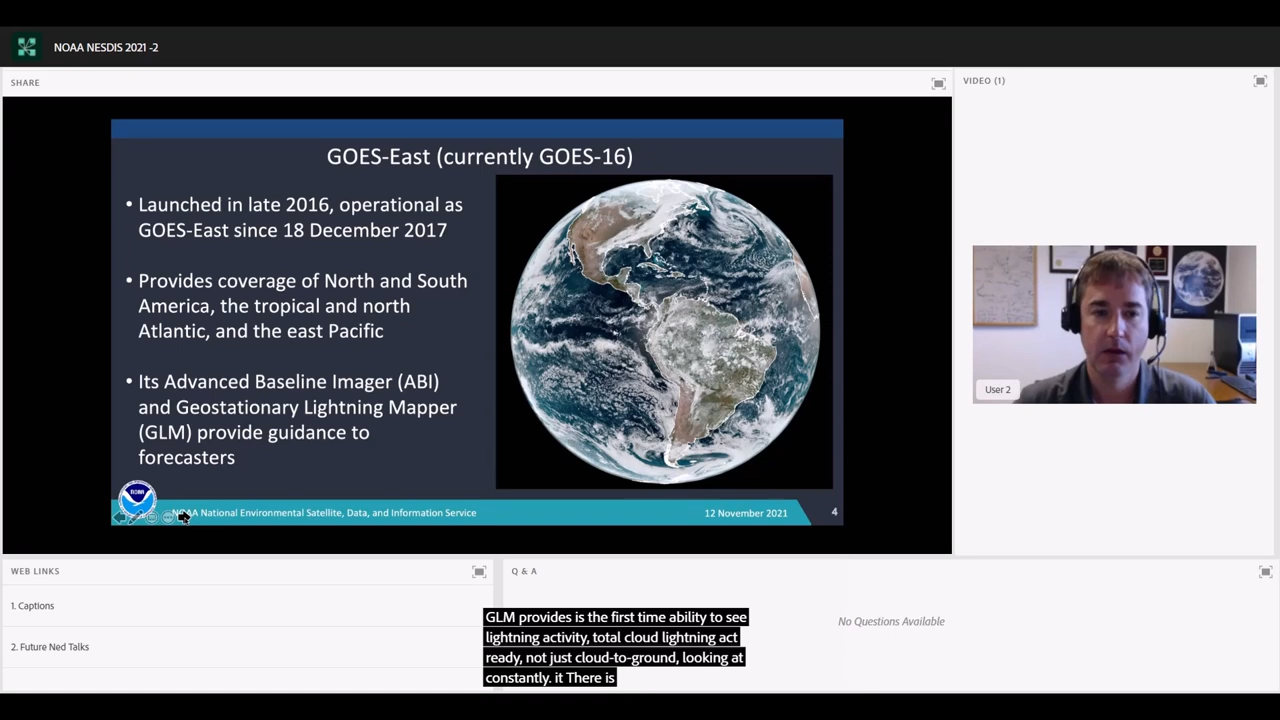 NOAA NESDIS 2021 -2
SHARE
VIDEO (1)
GOES-East (currently GOES-16)
• Launched in late 2016, operational as
GOES-East since 18 December 2017
• Provides coverage of North and South
America, the tropical and north
Atlantic, and the east Pacific
• Its Advanced Baseline Imager (ABI)
and Geostationary Lightning Mapper
(GLM) provide guidance to
forecasters
NOAA
NOAA National Environmental Satellite, Data, and Information Service
12 November 2021
4
User 2
WEB LINKS
1. Captions
2. Future Ned Talks
Q & A
No Questions Available
GLM provides is the first time ability to see
lightning activity, total cloud lightning act
ready, not just cloud-to-ground, looking at
constantly. it There is